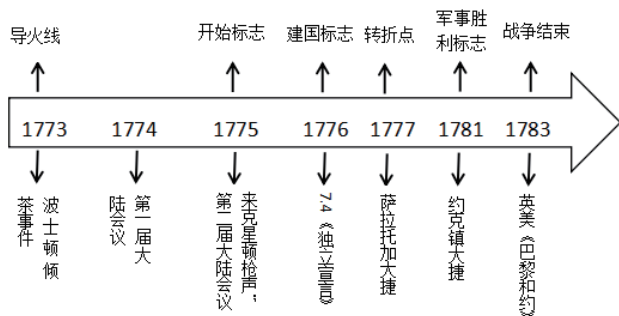 导火线
开始标志
建国标志
转折点
军事胜
利标志
战争结束
1773
1774
1775
1776
1777
1781
1783
波士顿倾
茶事件
第一届大
陆会议
来克星顿枪声;
第二届大陆会议
7.4《独立宣言》
萨拉托加大捷
约克镇大捷
英美《巴黎和约》